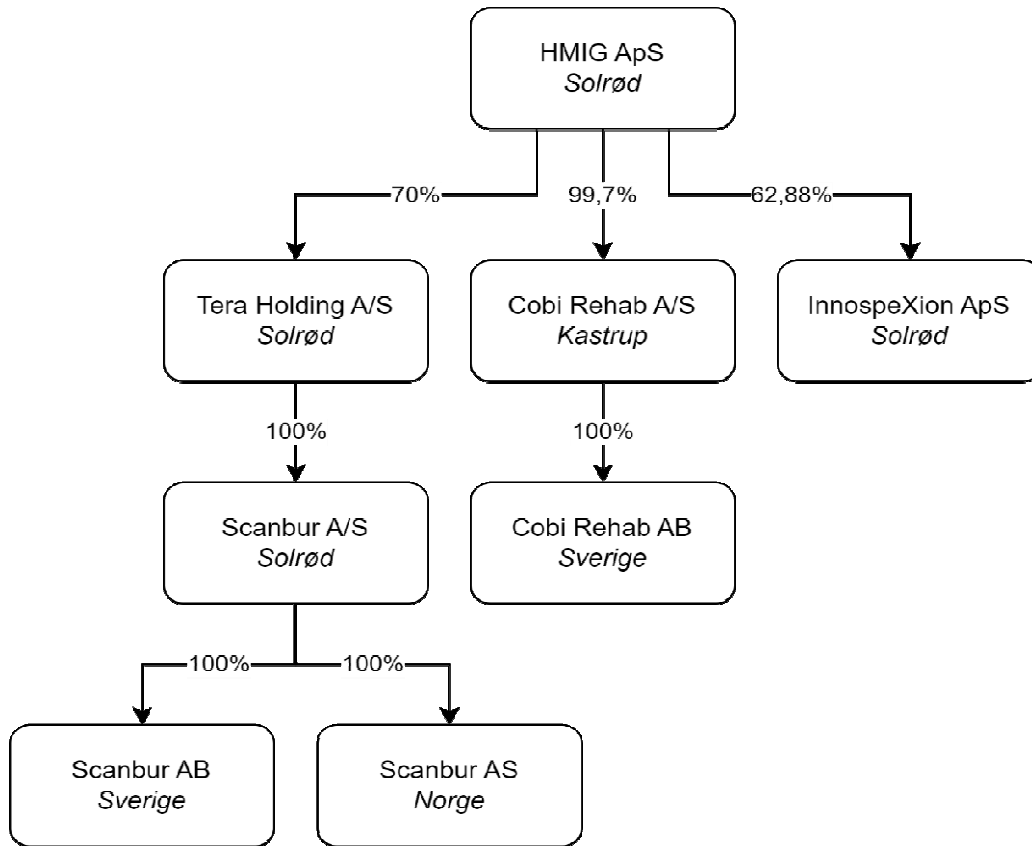 HMIG ApS
Solrød
70%
99,7%
62,88%
Tera Holding A/S
Solrød
Cobi Rehab A/S
Kastrup
InnospeXion ApS
Solrød
100%
100%
Scanbur A/S
Solrød
Cobi Rehab AB
Sverige
100%
100%
Scanbur AB
Sverige
Scanbur AS
Norge